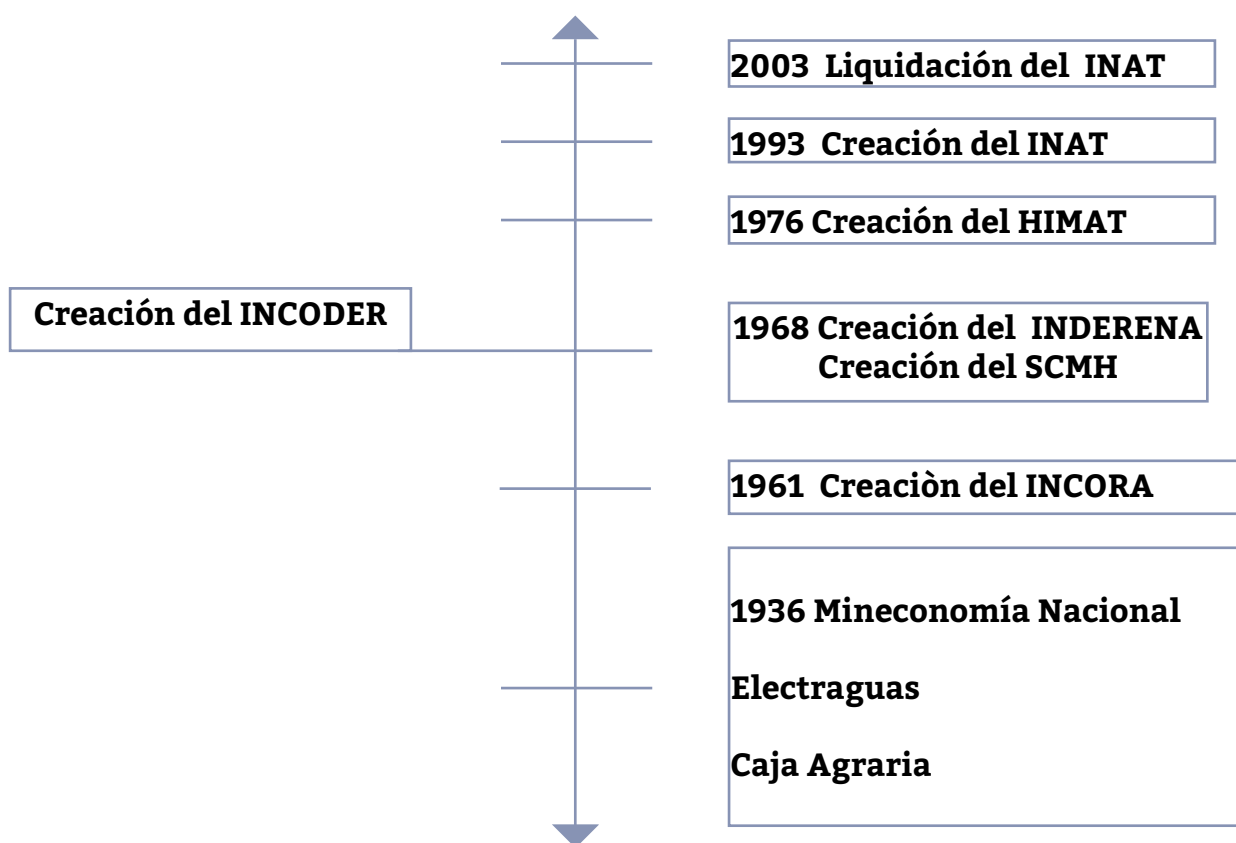 2003 Liquidación del INAT
1993 Creación del INAT
1976 Creación del HIMAT
Creación del INCODER
1968 Creación del INDERENA
Creación del SCMH
1961 Creaciòn del INCORA
1936 Mineconomía Nacional
Electraguas
Caja Agraria